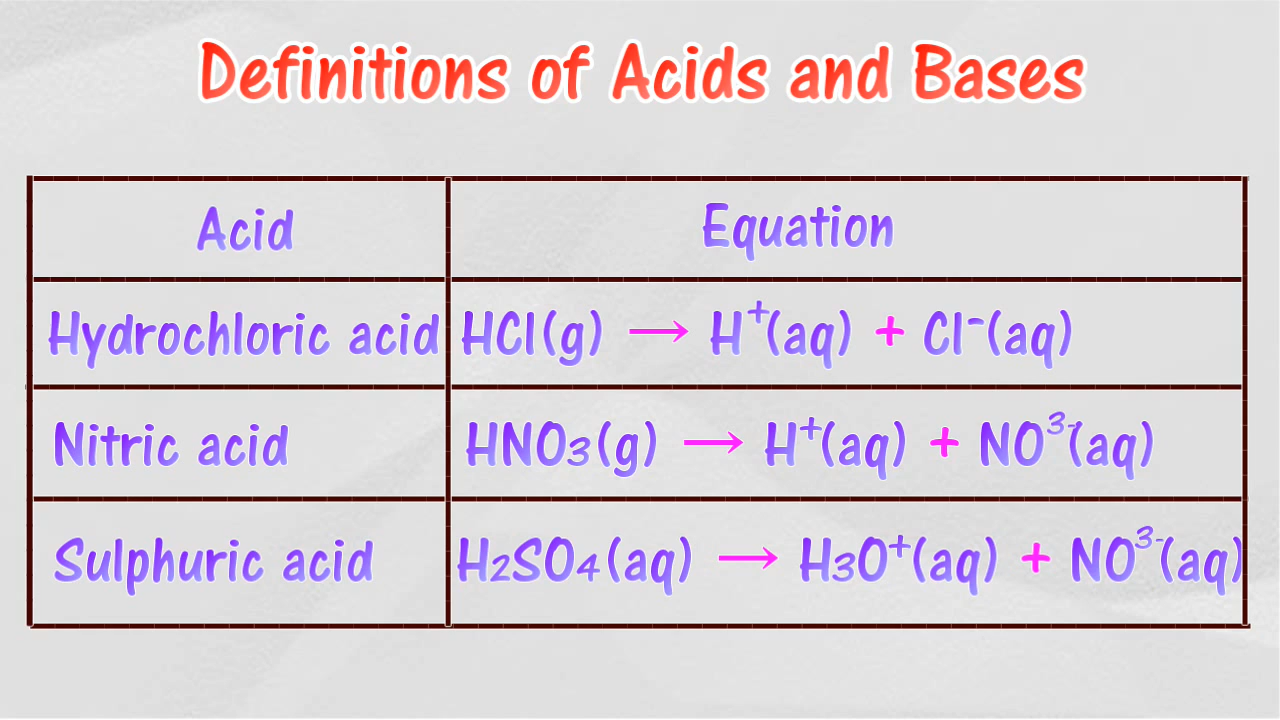 Definitions of Acids and Bases
Acid Equation
Hydrochloric acid HCl(g) → H⁺(aq) + Cl⁻(aq)
Nitric acid HNO₃(g) → H⁺(aq) + NO³⁻(aq)
Sulphuric acid H₂SO₄(aq) → H₃O⁺(aq) + NO³⁻(aq)